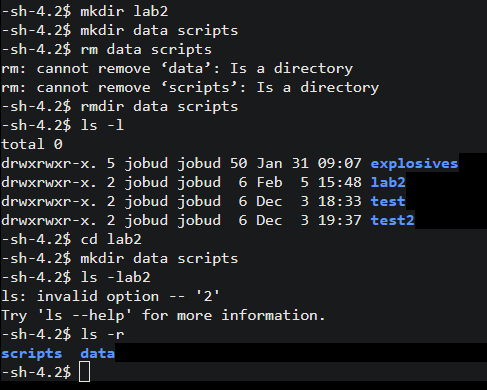 -sh-4.2$ mkdir lab2
-sh-4.2$ mkdir data scripts
-sh-4.2$ rm data scripts
rm: cannot remove ‘data’: Is a directory
rm: cannot remove ‘scripts’: Is a directory
-sh-4.2$ rmdir data scripts
-sh-4.2$ ls -l
total 0
drwxrwxr-x. 5 jobud jobud 50 Jan 31 09:07 explosives
drwxrwxr-x. 2 jobud jobud  6 Feb  5 15:48 lab2
drwxrwxr-x. 2 jobud jobud  6 Dec  3 18:33 test
drwxrwxr-x. 2 jobud jobud  6 Dec  3 19:37 test2
-sh-4.2$ cd lab2
-sh-4.2$ mkdir data scripts
-sh-4.2$ ls -lab2
ls: invalid option -- '2'
Try 'ls --help' for more information.
-sh-4.2$ ls -r
scripts  data
-sh-4.2$